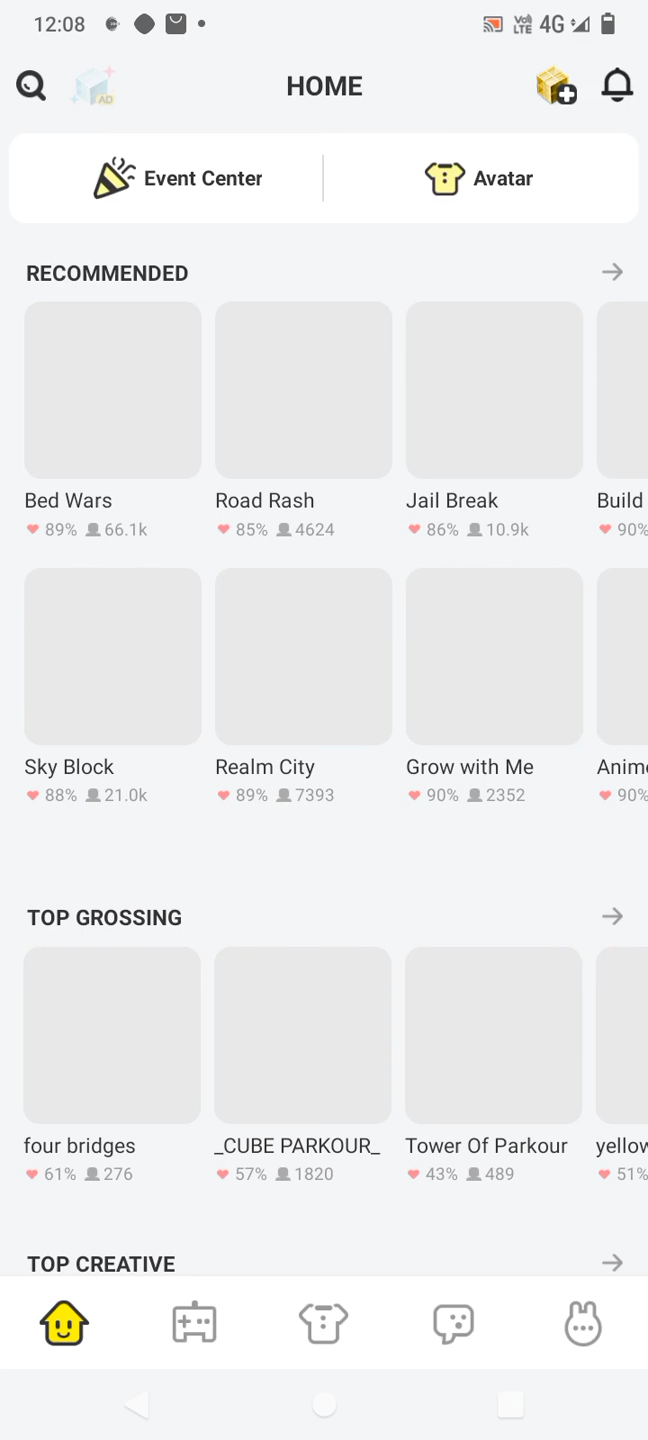 12:08
Vo) LTE 4G
AD
HOME
Event Center
Avatar
RECOMMENDED
Bed Wars
Road Rash
Jail Break
Build
89% 66.1k
85% 4624
86% 10.9k
90%
Sky Block
Realm City
Grow with Me
Anime
88% 21.0k
89% 7393
90% 2352
90%
TOP GROSSING
four bridges
_CUBE PARKOUR_
Tower Of Parkour
yellow
61% 276
57% 1820
43% 489
51%
TOP CREATIVE